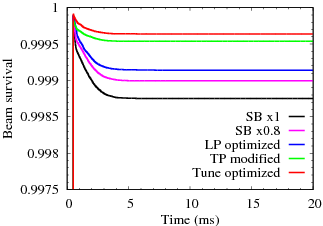 1
0.9995
0.999
0.9985
0.998
0.9975
Beam survival
SB x1
SB x0.8
LP optimized
TP modified
Tune optimized
0
5
10
15
20
Time (ms)